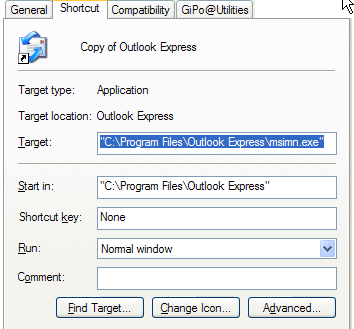 General Shortcut Compatibility GiPo@Utilities
Copy of Outlook Express
Target type: Application
Target location: Outlook Express
Target: "C:\Program Files\Outlook Express\msimn.exe"
Start in: "C:\Program Files\Outlook Express"
Shortcut key: None
Run: Normal window
Comment:
Find Target... Change Icon... Advanced...